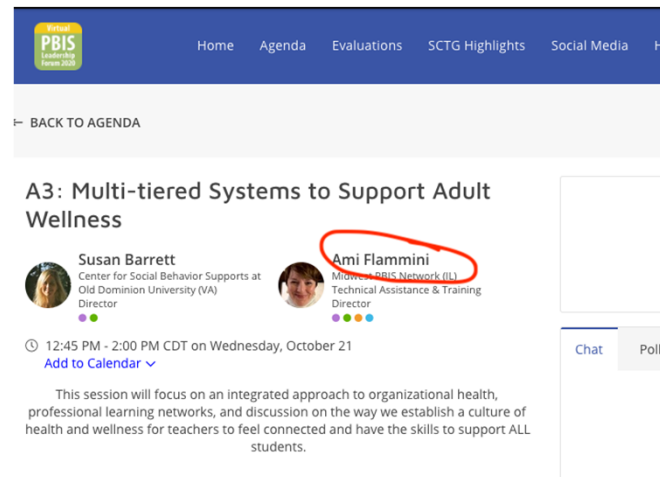 Virtual
PBIS
Leadership
Forum 2020
Home Agenda Evaluations SCTG Highlights Social Media
← BACK TO AGENDA
A3: Multi-tiered Systems to Support Adult
Wellness
Susan Barrett
Center for Social Behavior Supports at
Old Dominion University (VA)
Director
Ami Flammini
Midwest PBIS Network (IL)
Technical Assistance & Training
Director
12:45 PM - 2:00 PM CDT on Wednesday, October 21
Add to Calendar
This session will focus on an integrated approach to organizational health,
professional learning networks, and discussion on the way we establish a culture of
health and wellness for teachers to feel connected and have the skills to support ALL
students.
Chat Poll